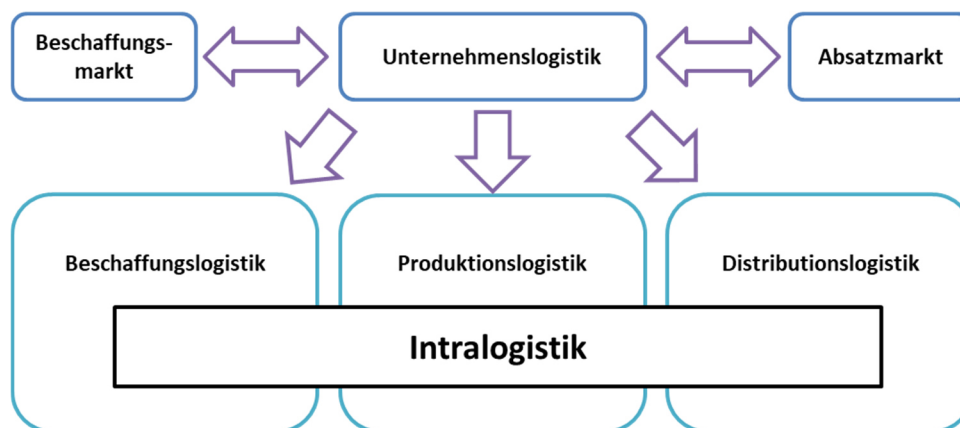 Beschaffungs-
markt
Unternehmenslogistik
Absatzmarkt
Beschaffungslogistik
Produktionslogistik
Distributionslogistik
Intralogistik